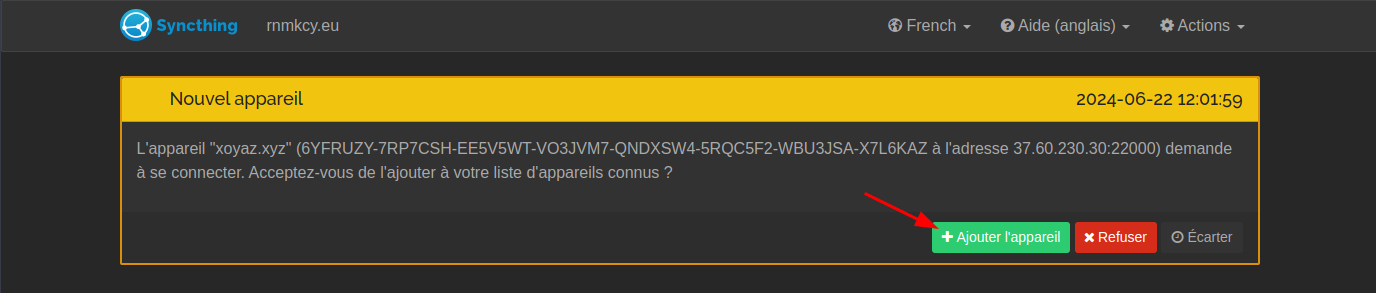 Syncthing rnmkcy.eu French Aide (anglais) Actions
Nouvel appareil 2024-06-22 12:01:59
L'appareil "xoyaz.xyz" (6YFRUZY-7RP7CSH-EE5V5WT-VO3JVM7-QNDXSW4-5RQC5F2-WBU3JSA-X7L6KAZ à l'adresse 37.60.230.30:22000) demande
à se connecter. Acceptez-vous de l'ajouter à votre liste d'appareils connus ?
Ajouter l'appareil Refuser Écarter